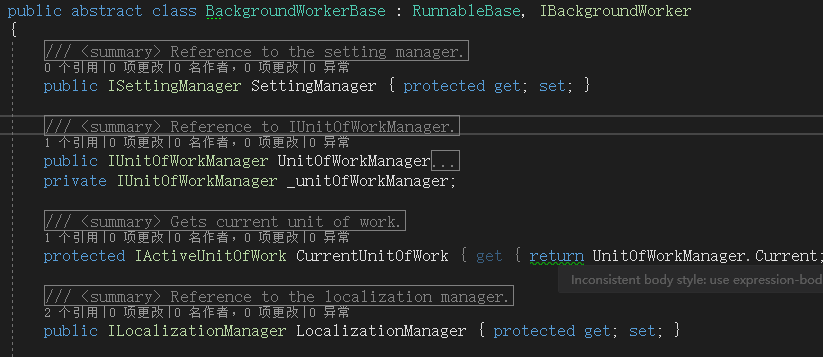 public abstract class BackgroundWorkerBase : RunnableBase, IBackgroundWorker
{
/// <summary> Reference to the setting manager.
0 个引用|0 项更改|0 名作者, 0 项更改|0 异常
public ISettingManager SettingManager { protected get; set; }
/// <summary> Reference to IUnitOfWorkManager.
1 个引用|0 项更改|0 名作者, 0 项更改|0 异常
public IUnitOfWorkManager UnitOfWorkManager...
private IUnitOfWorkManager _unitOfWorkManager;
/// <summary> Gets current unit of work.
1 个引用|0 项更改|0 名作者, 0 项更改|0 异常
protected IActiveUnitOfWork CurrentUnitOfWork { get { return UnitOfWorkManager.Current;
Inconsistent body style: use expression-bod
/// <summary> Reference to the localization manager.
2 个引用|0 项更改|0 名作者, 0 项更改|0 异常
public ILocalizationManager LocalizationManager { protected get; set; }